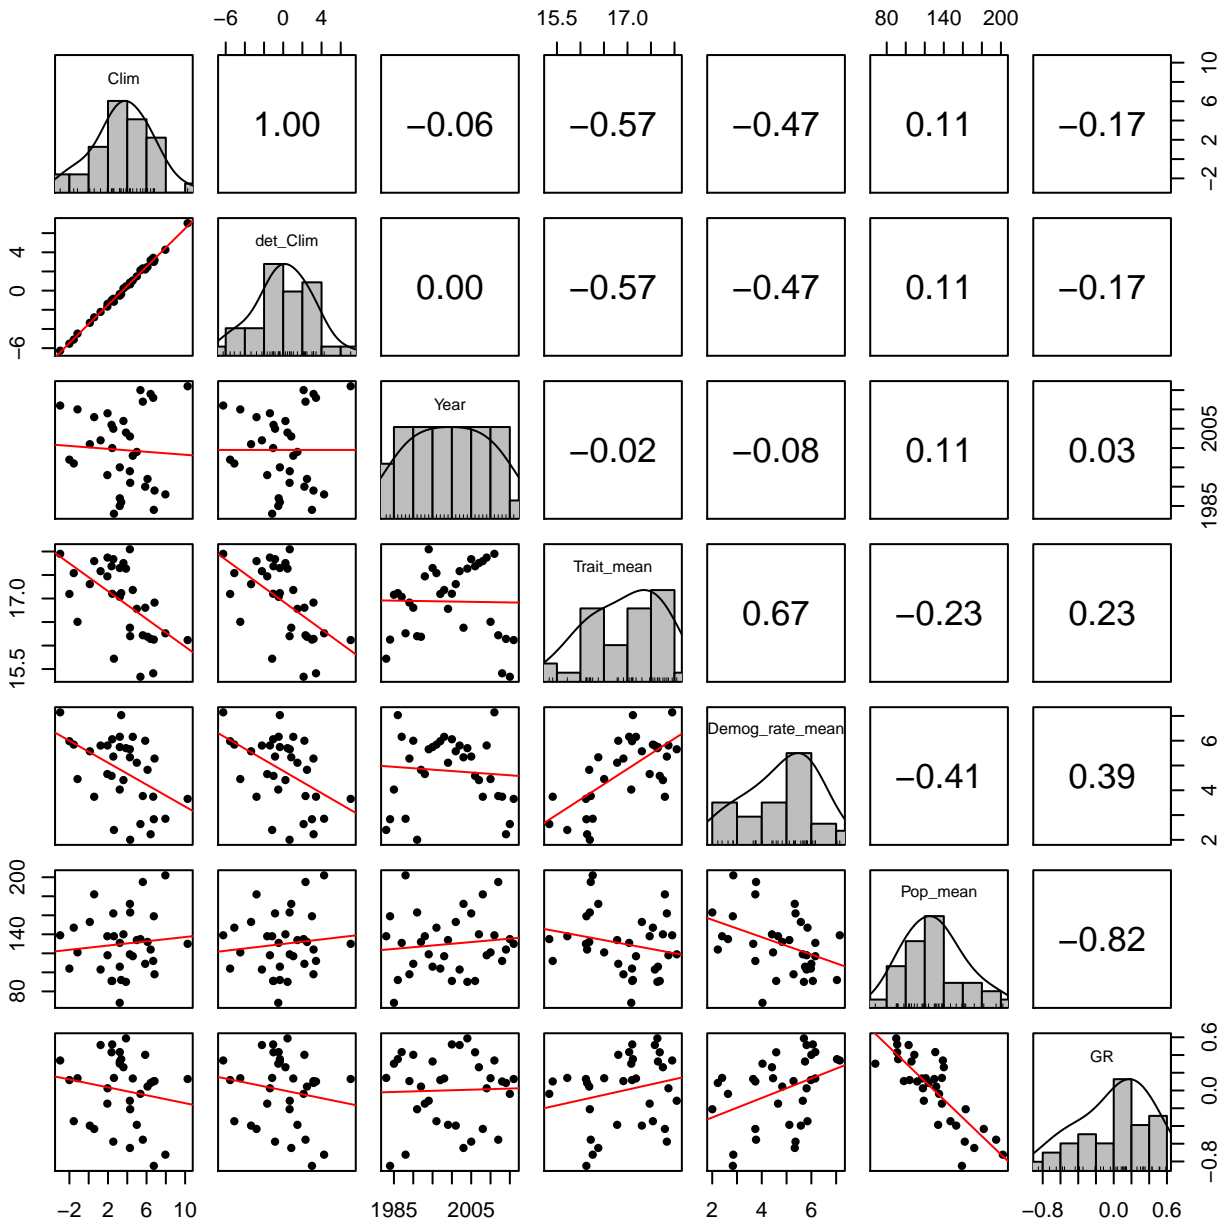 −6 0 4 15.5 17.0 80 140 200
Clim 1.00 −0.06 −0.57 −0.47 0.11 −0.17 −2 2 6 10
−6 0 4 det_Clim 0.00 −0.57 −0.47 0.11 −0.17
Year −0.02 −0.08 0.11 0.03 1985 2005
15.5 17.0 Trait_mean 0.67 −0.23 0.23
Demog_rate_mean −0.41 0.39 2 4 6
80 140 200 Pop_mean −0.82
GR −0.8 0.0 0.6
−2 2 6 10 1985 2005 2 4 6 −0.8 0.0 0.6